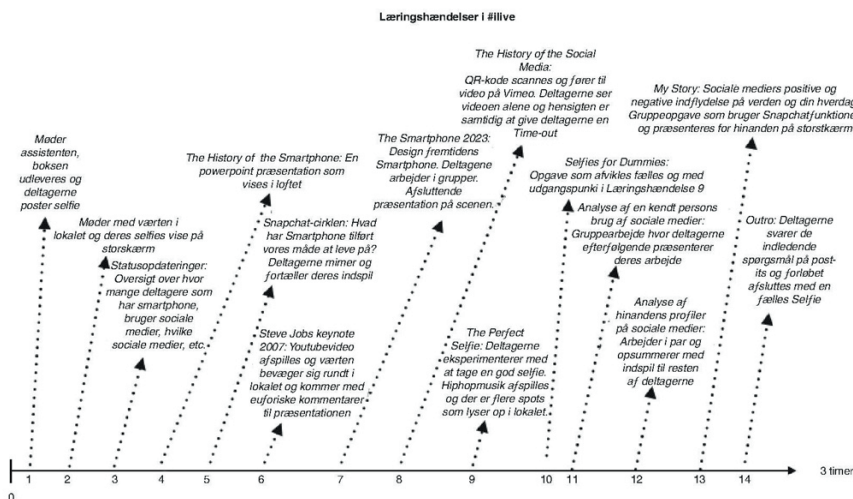 Læringshændelser i #ilive
Møder
assistenten,
boksen
udleveres og
deltagerne
poster selfie
Møder med værten i
lokalet og deres selfies vise på
storskærm
Statusopdateringer:
Oversigt over hvor
mange deltagere som
har smartphone,
bruger sociale
medier, hvilke
sociale medier, etc.
The History of the Smartphone: En
powerpoint præsentation som
vises i loftet
Snapchat-cirklen: Hvad
har Smartphone tilført
vores måde at leve på?
Deltagerne mimer og
fortæller deres indspil
Steve Jobs keynote
2007: Youtubevideo
afspilles og værten
bevæger sig rundt i
lokalet og kommer med
euforiske kommentarer
til præsentationen
The Smartphone 2023:
Design fremtidens
Smartphone. Deltagene
arbejder i grupper.
Afsluttende
præsentation på scenen.
The History of the Social
Media:
QR-kode scannes og fører til
video på Vimeo. Deltagerne ser
videoen alene og hensigten er
samtidig at give deltagerne en
Time-out
The Perfect
Selfie: Deltagerne
eksperimenterer med
at tage en god selfie.
Hiphopmusik afspilles
og der er flere spots
som lyser op i lokalet.
Selfies for Dummies:
Opgave som afvikles fælles og med
udgangspunki i Læringshændelse 9
Analyse af en kendt persons
brug af sociale medier:
Gruppearbejde hvor deltagerne
efterfølgende præsenterer
deres arbejde
Analyse af
hinandens profiler
på sociale medier:
Arbejder i par og
opsummerer med
indspil til resten
af deltagerne
My Story: Sociale mediers positive og
negative indflydelse på verden og din hverdag
Gruppeopgave som bruger Snapchatfunktione
og præsenteres for hinanden på storstkærm
Outro: Deltagerne
svarer de
indledende
spørgsmål på post-
its og forløbet
afsluttes med en
fælles Selfie
1 2 3 4 5 6 7 8 9 10 11 12 13 14
3 timer
0